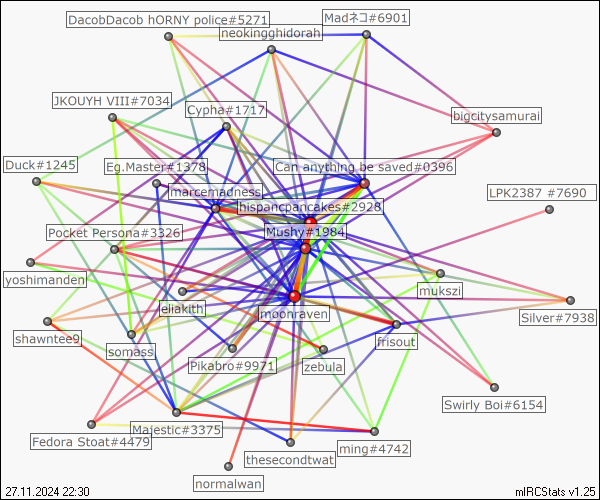 DacobDacob hORNY police#5271
Madネコ#6901
neokingghidorah
JKOUYH VIII#7034
Cypha#1717
bigcitysamurai
Duck#1245
Eg.Master#1378
Can anything be saved#0396
marcemadness
LPK2387 #7690
hispancpancakes#2928
Pocket Persona#3326
Mushy#1984
yoshimanden
mukszi
eliakith
moonraven
Silver#7938
shawntee9
somass
frisout
Pikabro#9971
zebula
Swirly Boi#6154
Majestic#3375
Fedora Stoat#4479
ming#4742
thesecondtwat
normalwan
27.11.2024 22:30
mIRCStats v1.25